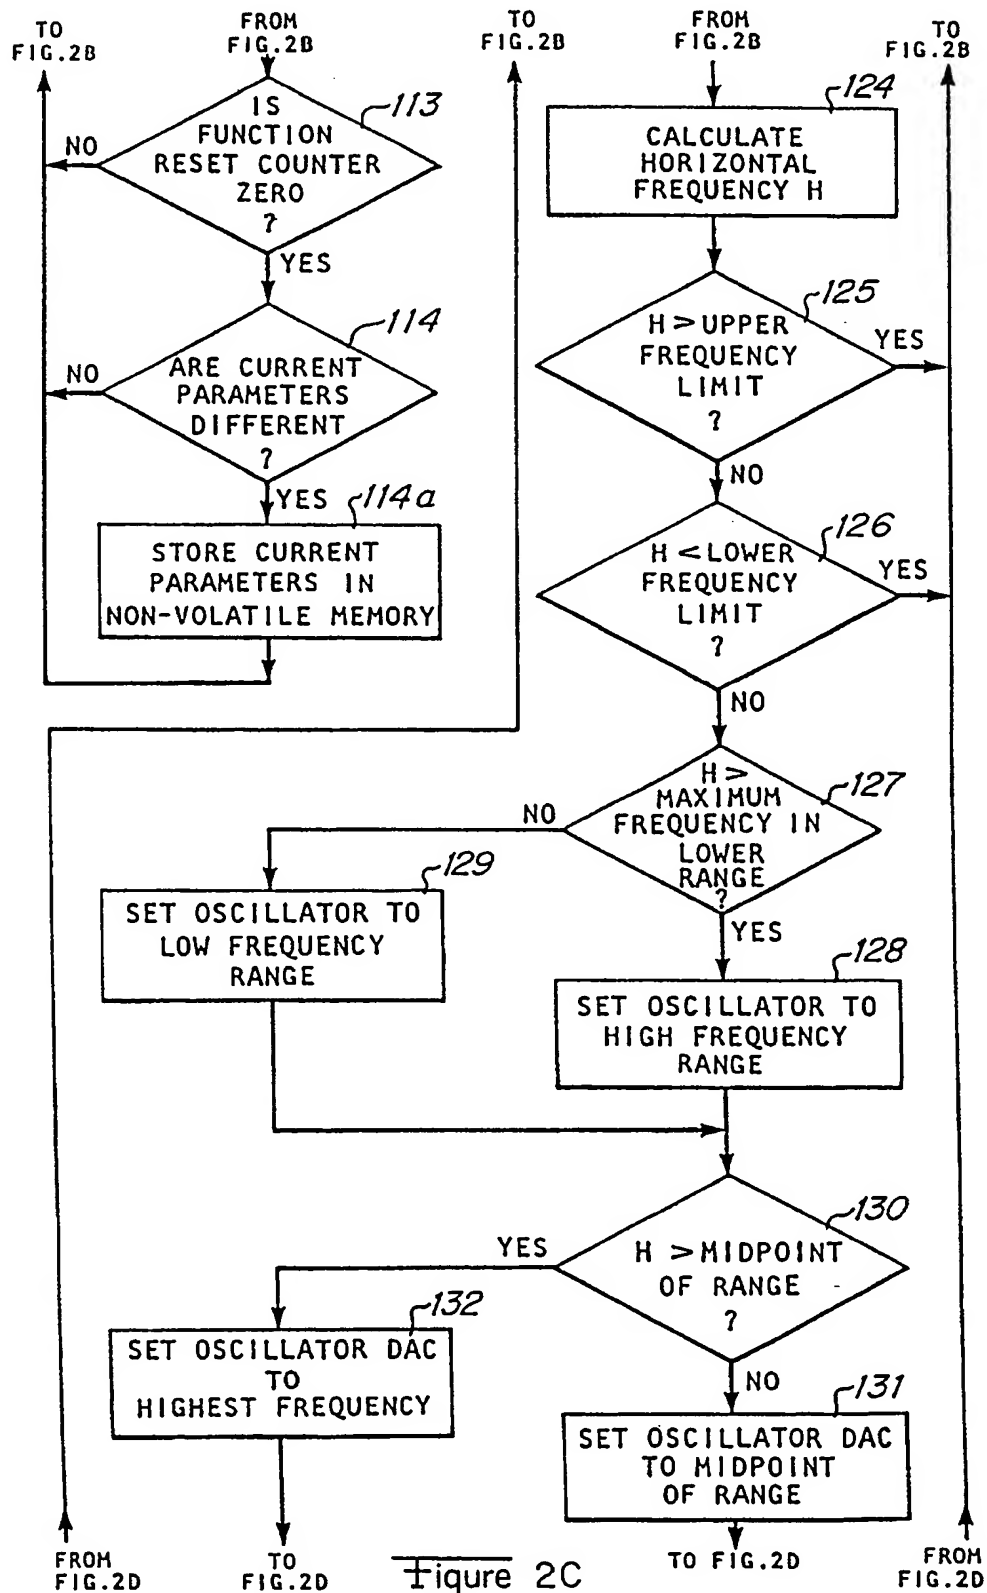 TO
FIG.2B
FROM
FIG.2B
TO
FIG.2B
FROM
FIG.2B
TO
FIG.2B
113
IS
FUNCTION
RESET COUNTER
ZERO
?
NO
YES
114
ARE CURRENT
PARAMETERS
DIFFERENT
?
NO
YES
114a
STORE CURRENT
PARAMETERS IN
NON-VOLATILE MEMORY
124
CALCULATE
HORIZONTAL
FREQUENCY H
125
H > UPPER
FREQUENCY
LIMIT
?
YES
NO
126
H < LOWER
FREQUENCY
LIMIT
?
YES
NO
127
H >
MAXIMUM
FREQUENCY IN
LOWER
RANGE
?
NO
YES
129
SET OSCILLATOR TO
LOW FREQUENCY
RANGE
128
SET OSCILLATOR TO
HIGH FREQUENCY
RANGE
130
H > MIDPOINT
OF RANGE
?
YES
NO
132
SET OSCILLATOR DAC
TO
HIGHEST FREQUENCY
131
SET OSCILLATOR DAC
TO MIDPOINT
OF RANGE
FROM
FIG.2D
TO
FIG.2D
Figure 2C
TO FIG.2D
FROM
FIG.2D